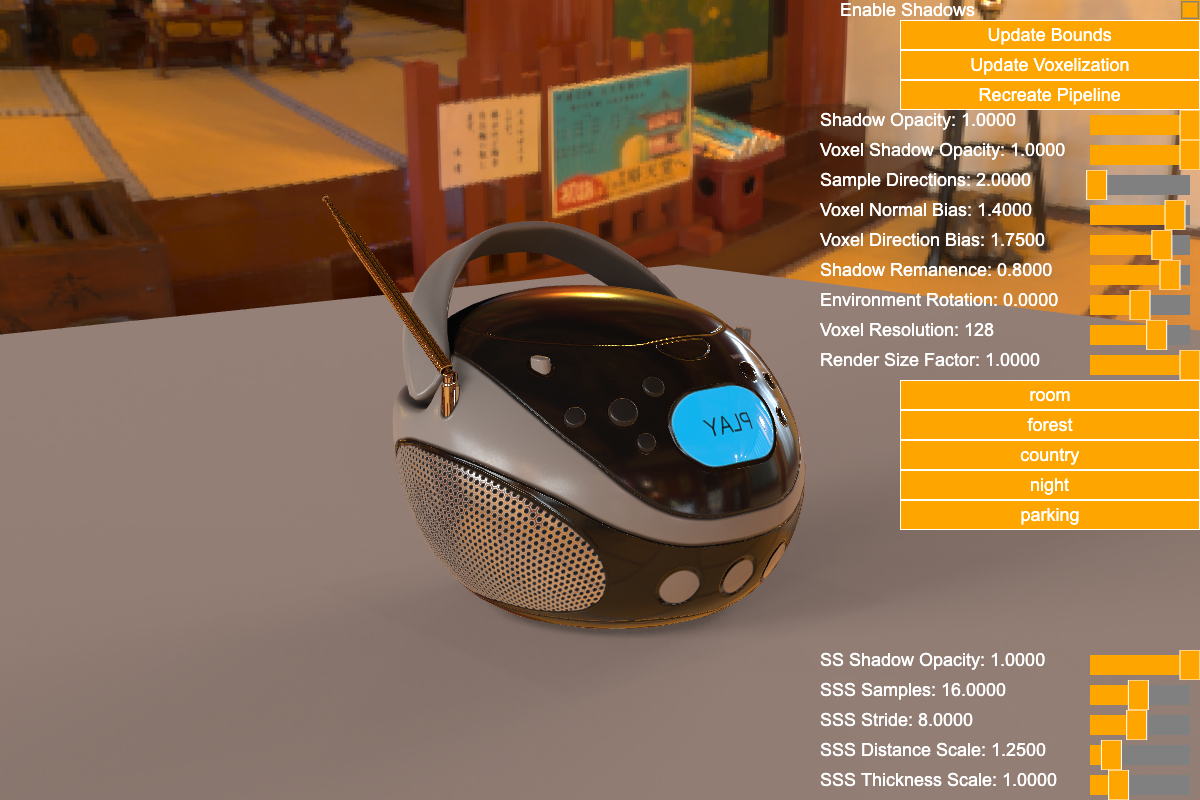 Enable Shadows
Update Bounds
Update Voxelization
Recreate Pipeline
Shadow Opacity: 1.0000
Voxel Shadow Opacity: 1.0000
Sample Directions: 2.0000
Voxel Normal Bias: 1.4000
Voxel Direction Bias: 1.7500
Shadow Remanence: 0.8000
Environment Rotation: 0.0000
Voxel Resolution: 128
Render Size Factor: 1.0000
room
forest
country
night
parking
PLAY
SS Shadow Opacity: 1.0000
SSS Samples: 16.0000
SSS Stride: 8.0000
SSS Distance Scale: 1.2500
SSS Thickness Scale: 1.0000